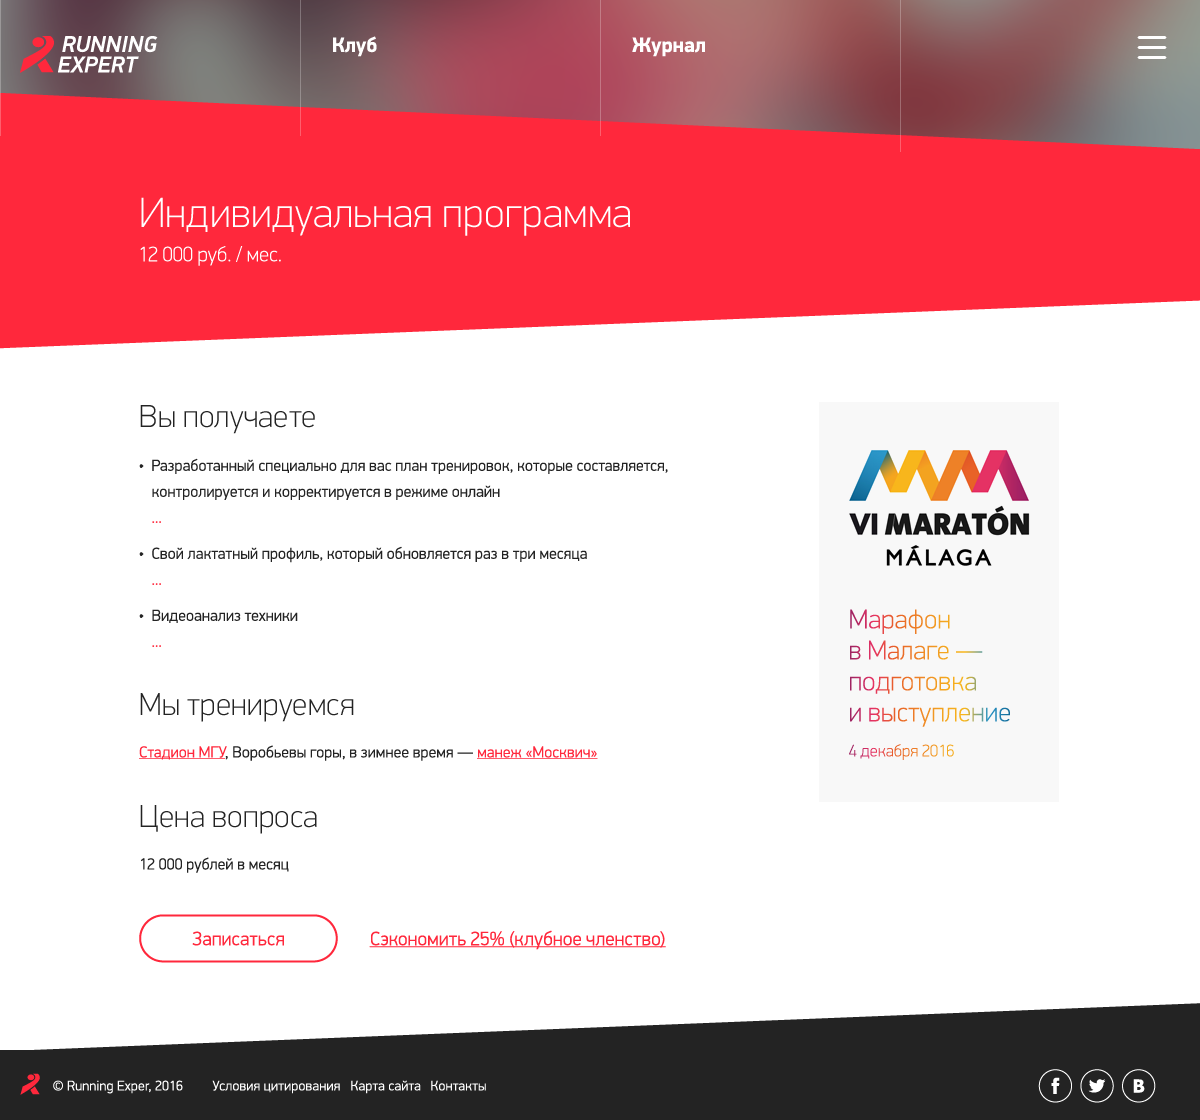 RUNNING
EXPERT
Клуб
Журнал
Индивидуальная программа
12 000 руб. / мес.
Вы получаете
• Разработанный специально для вас план тренировок, которые составляется,
контролируется и корректируется в режиме онлайн
...
• Свой лактатный профиль, который обновляется раз в три месяца
...
• Видеоанализ техники
...
Мы тренируемся
Стадион МГУ, Воробьевы горы, в зимнее время — манеж «Москвич»
Цена вопроса
12 000 рублей в месяц
Записаться
Сэкономить 25% (клубное членство)
VI MARATÓN
MÁLAGA
Марафон
в Малаге —
подготовка
и выступление
4 декабря 2016
© Running Exper, 2016
Условия цитирования
Карта сайта
Контакты
f
B